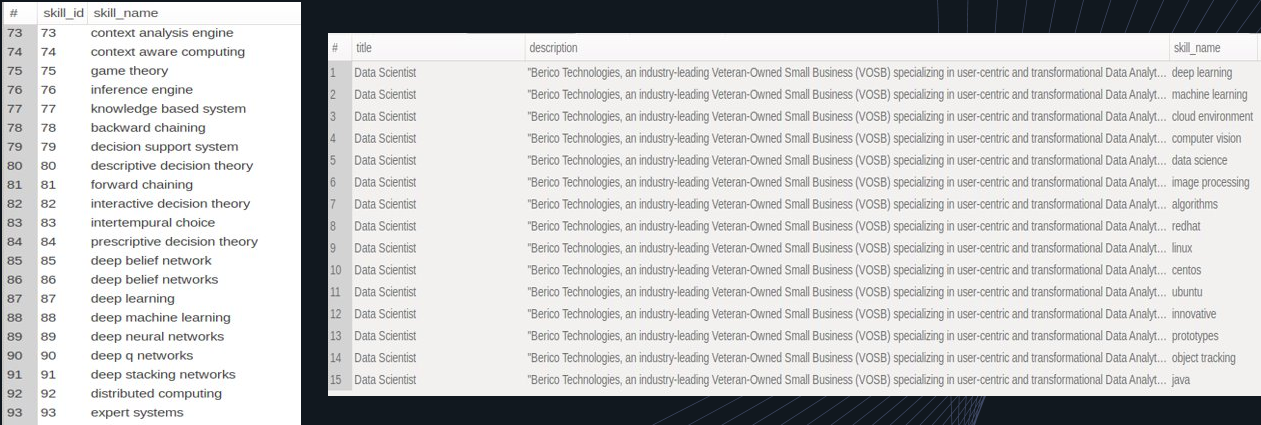 # skill_id skill_name
73 73 context analysis engine
74 74 context aware computing
75 75 game theory
76 76 inference engine
77 77 knowledge based system
78 78 backward chaining
79 79 decision support system
80 80 descriptive decision theory
81 81 forward chaining
82 82 interactive decision theory
83 83 intertemporal choice
84 84 prescriptive decision theory
85 85 deep belief network
86 86 deep belief networks
87 87 deep learning
88 88 deep machine learning
89 89 deep neural networks
90 90 deep q networks
91 91 deep stacking networks
92 92 distributed computing
93 93 expert systems
# title description skill_name
1 Data Scientist "Berico Technologies, an industry-leading Veteran-Owned Small Business (VOSB) specializing in user-centric and transformational Data Analyt... deep learning
2 Data Scientist "Berico Technologies, an industry-leading Veteran-Owned Small Business (VOSB) specializing in user-centric and transformational Data Analyt... machine learning
3 Data Scientist "Berico Technologies, an industry-leading Veteran-Owned Small Business (VOSB) specializing in user-centric and transformational Data Analyt... cloud environment
4 Data Scientist "Berico Technologies, an industry-leading Veteran-Owned Small Business (VOSB) specializing in user-centric and transformational Data Analyt... computer vision
5 Data Scientist "Berico Technologies, an industry-leading Veteran-Owned Small Business (VOSB) specializing in user-centric and transformational Data Analyt... data science
6 Data Scientist "Berico Technologies, an industry-leading Veteran-Owned Small Business (VOSB) specializing in user-centric and transformational Data Analyt... image processing
7 Data Scientist "Berico Technologies, an industry-leading Veteran-Owned Small Business (VOSB) specializing in user-centric and transformational Data Analyt... algorithms
8 Data Scientist "Berico Technologies, an industry-leading Veteran-Owned Small Business (VOSB) specializing in user-centric and transformational Data Analyt... redhat
9 Data Scientist "Berico Technologies, an industry-leading Veteran-Owned Small Business (VOSB) specializing in user-centric and transformational Data Analyt... linux
10 Data Scientist "Berico Technologies, an industry-leading Veteran-Owned Small Business (VOSB) specializing in user-centric and transformational Data Analyt... centos
11 Data Scientist "Berico Technologies, an industry-leading Veteran-Owned Small Business (VOSB) specializing in user-centric and transformational Data Analyt... ubuntu
12 Data Scientist "Berico Technologies, an industry-leading Veteran-Owned Small Business (VOSB) specializing in user-centric and transformational Data Analyt... innovative
13 Data Scientist "Berico Technologies, an industry-leading Veteran-Owned Small Business (VOSB) specializing in user-centric and transformational Data Analyt... prototypes
14 Data Scientist "Berico Technologies, an industry-leading Veteran-Owned Small Business (VOSB) specializing in user-centric and transformational Data Analyt... object tracking
15 Data Scientist "Berico Technologies, an industry-leading Veteran-Owned Small Business (VOSB) specializing in user-centric and transformational Data Analyt... java